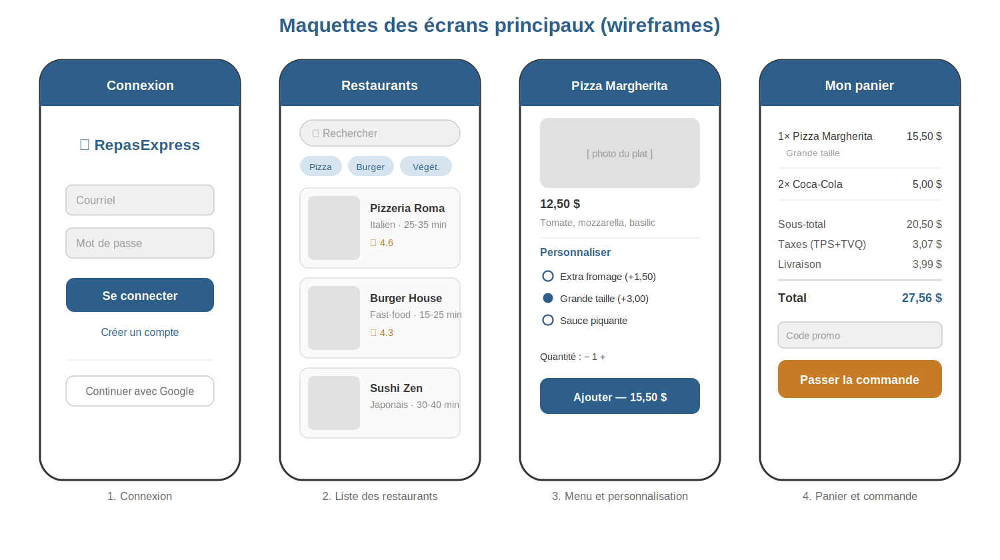 Maquettes des écrans principaux (wireframes)
Connexion
RepasExpress
Courriel
Mot de passe
Se connecter
Créer un compte
Continuer avec Google
1. Connexion
Restaurants
Rechercher
Pizza Burger Végét.
Pizzeria Roma
Italien · 25-35 min
4.6
Burger House
Fast-food · 15-25 min
4.3
Sushi Zen
Japonais · 30-40 min
2. Liste des restaurants
Pizza Margherita
[ photo du plat ]
12,50 $
Tomate, mozzarella, basilic
Personnaliser
Extra fromage (+1,50)
Grande taille (+3,00)
Sauce piquante
Quantité : − 1 +
Ajouter — 15,50 $
3. Menu et personnalisation
Mon panier
1× Pizza Margherita 15,50 $
Grande taille
2× Coca-Cola 5,00 $
Sous-total 20,50 $
Taxes (TPS+TVQ) 3,07 $
Livraison 3,99 $
Total 27,56 $
Code promo
Passer la commande
4. Panier et commande